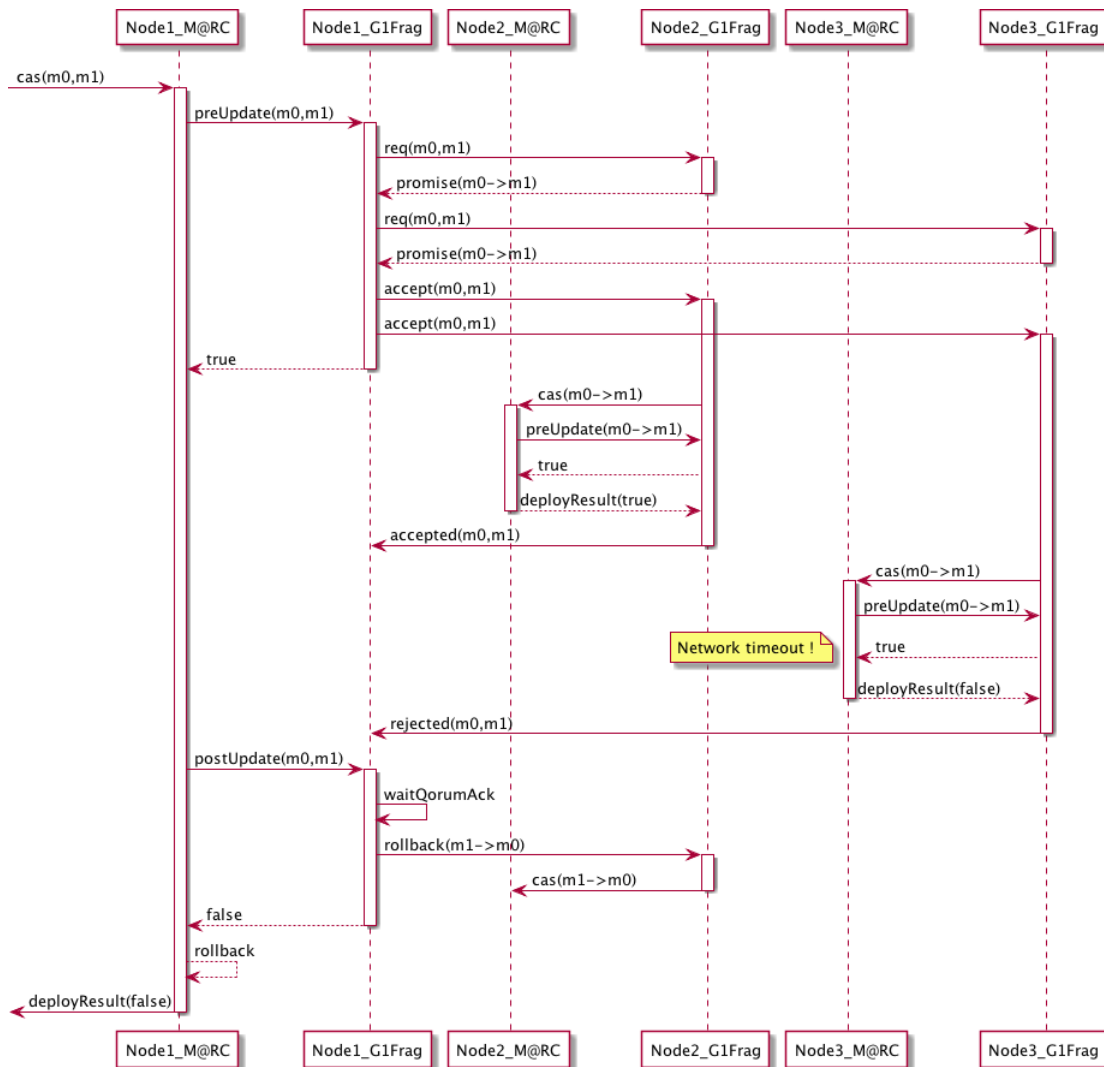 Node1_M@RC
Node1_G1Frag
Node2_M@RC
Node2_G1Frag
Node3_M@RC
Node3_G1Frag
cas(m0,m1)
preUpdate(m0,m1)
req(m0,m1)
promise(m0->m1)
req(m0,m1)
promise(m0->m1)
accept(m0,m1)
accept(m0,m1)
true
cas(m0->m1)
preUpdate(m0->m1)
true
deployResult(true)
accepted(m0,m1)
cas(m0->m1)
preUpdate(m0->m1)
Network timeout !
true
deployResult(false)
rejected(m0,m1)
postUpdate(m0,m1)
waitQorumAck
rollback(m1->m0)
cas(m1->m0)
false
rollback
deployResult(false)
Node1_M@RC
Node1_G1Frag
Node2_M@RC
Node2_G1Frag
Node3_M@RC
Node3_G1Frag